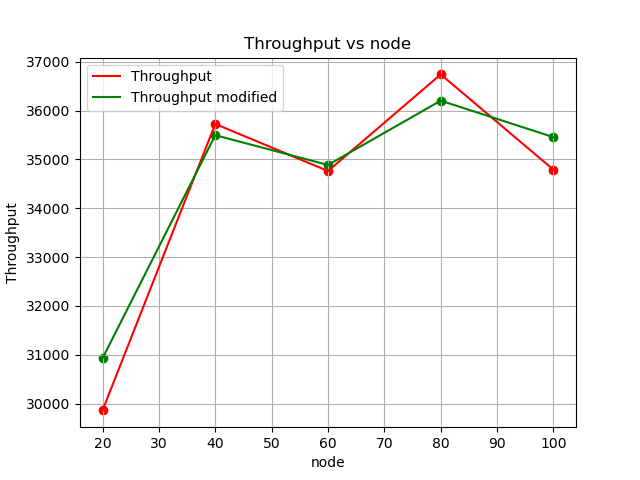 Throughput vs node
Throughput
Throughput modified
37000
36000
35000
34000
33000
32000
31000
30000
Throughput
20 30 40 50 60 70 80 90 100
node